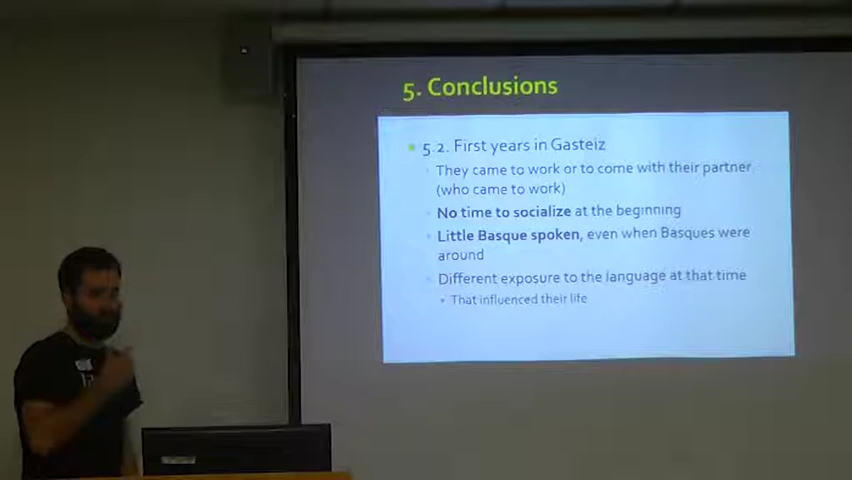 5. Conclusions
5.2. First years in Gasteiz
They came to work or to come with their partner
(who came to work)
No time to socialize at the beginning
Little Basque spoken, even when Basques were
around
Different exposure to the language at that time
That influenced their life